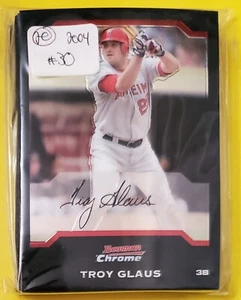 2004
#30
Troy Glaus
Bowman
Chrome
TROY GLAUS
3B